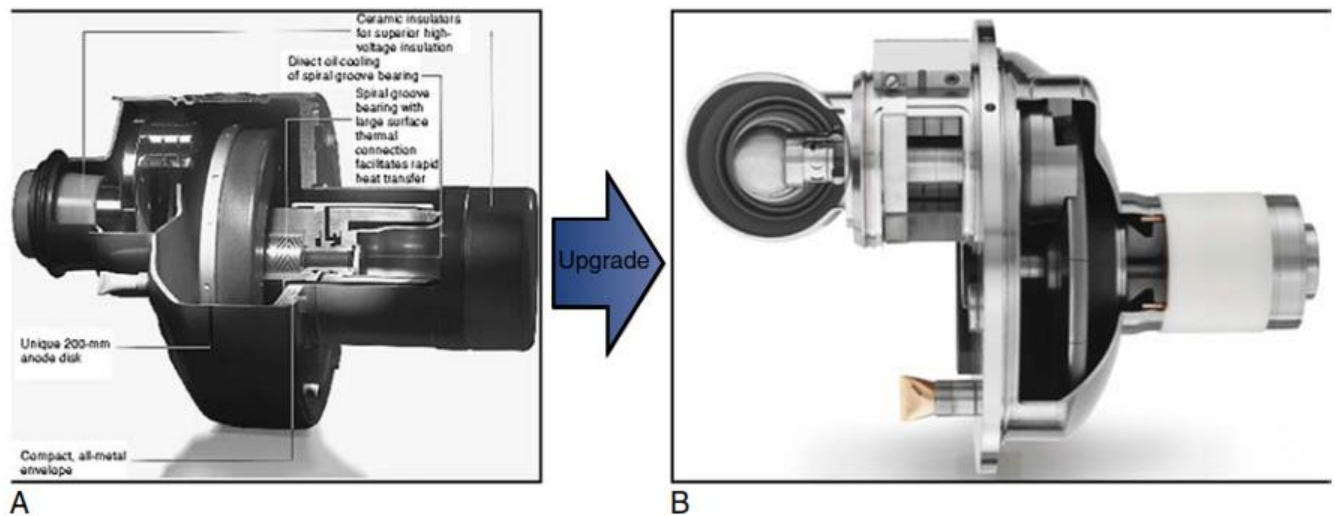 Ceramic insulators
for superior high-
voltage insulation
Direct oil-cooling
of spiral groove bearing
Spiral groove
bearing with
large surface
thermal
connection
facilitates rapid
heat transfer
Unique 200-mm
anode disk
Compact, all-metal
envelope
Upgrade
A
B